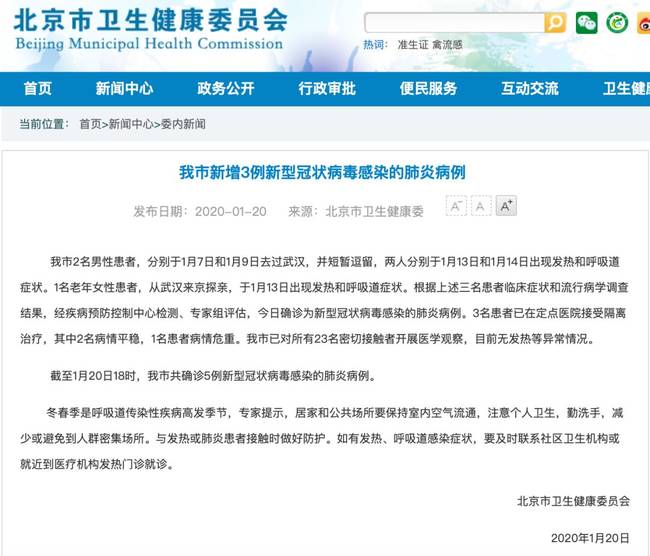 北京市卫生健康委员会
Beijing Municipal Health Commission
热词： 准生证 禽流感
首页 新闻中心 政务公开 行政审批 便民服务 互动交流 卫生健
当前位置： 首页>新闻中心>委内新闻
我市新增3例新型冠状病毒感染的肺炎病例
发布日期：2020-01-20 来源：北京市卫生健康委 A− A A+
我市2名男性患者，分别于1月7日和1月9日去过武汉，并短暂逗留，两人分别于1月13日和1月14日出现发热和呼吸道
症状。1名老年女性患者，从武汉来京探亲，于1月13日出现发热和呼吸道症状。根据上述三名患者临床症状和流行病学调查
结果，经疾病预防控制中心检测、专家组评估，今日确诊为新型冠状病毒感染的肺炎病例。3名患者已在定点医院接受隔离
治疗，其中2名病情平稳，1名患者病情危重。我市已对所有23名密切接触者开展医学观察，目前无发热等异常情况。
截至1月20日18时，我市共确诊5例新型冠状病毒感染的肺炎病例。
冬春季是呼吸道传染性疾病高发季节，专家提示，居家和公共场所要保持室内空气流通，注意个人卫生，勤洗手，减
少或避免到人群密集场所。与发热或肺炎患者接触时做好防护。如有发热、呼吸道感染症状，要及时联系社区卫生机构或
就近到医疗机构发热门诊就诊。
北京市卫生健康委员会
2020年1月20日